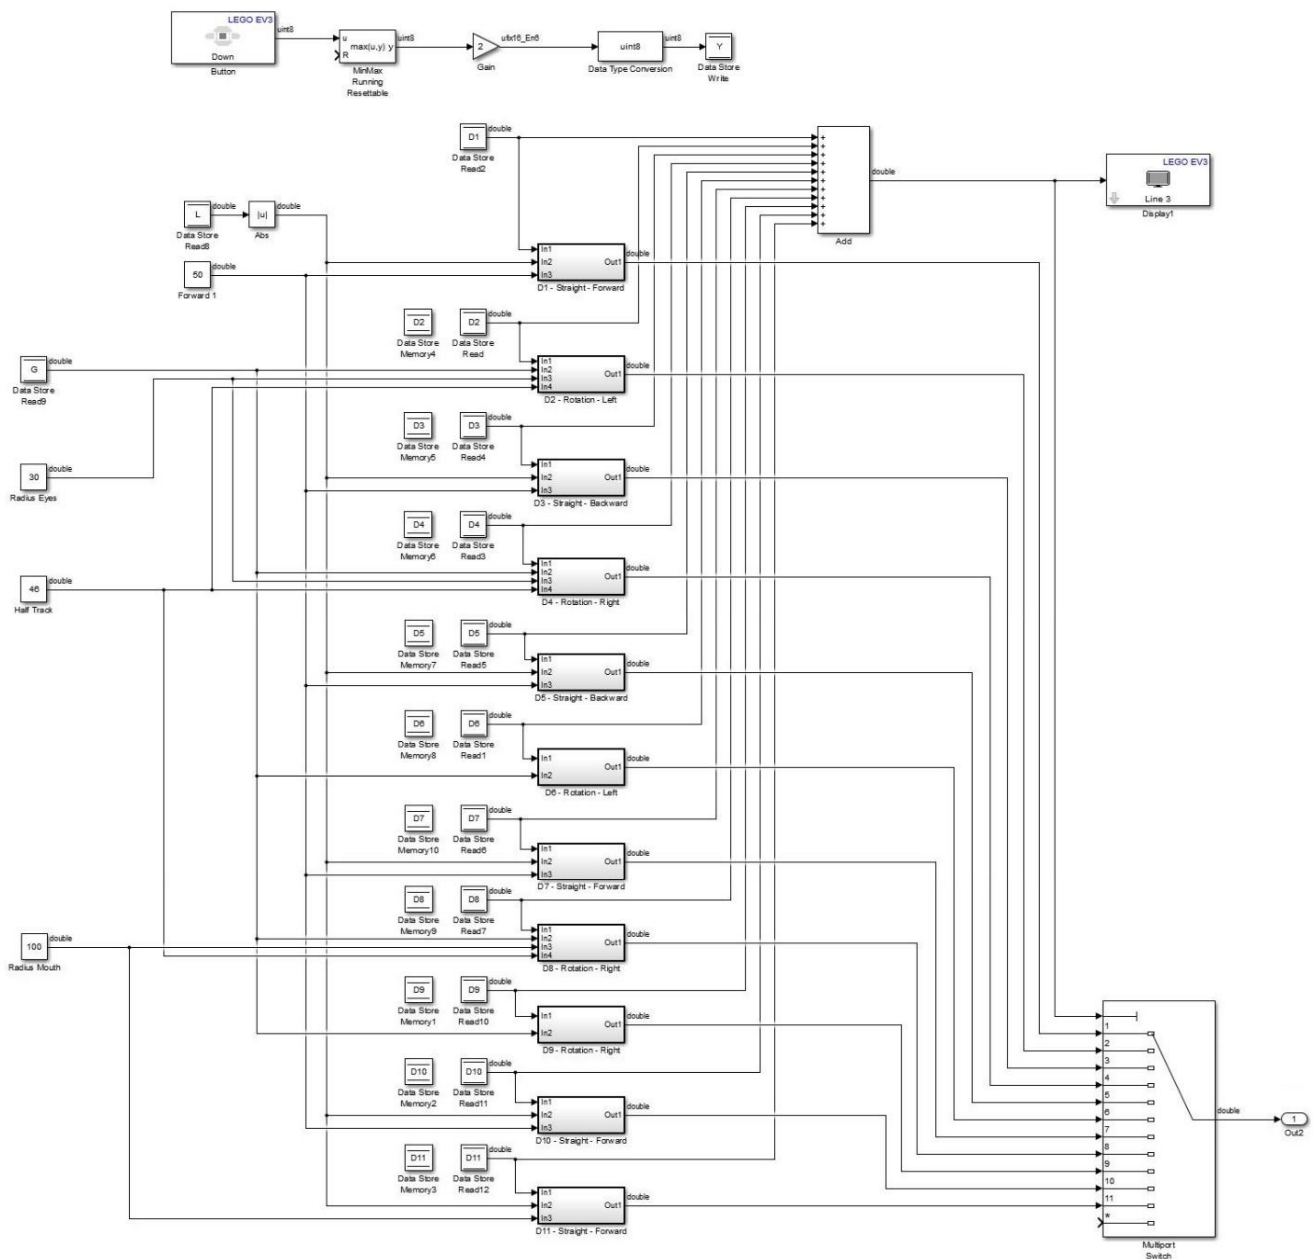 LEGO EV3
Down
Button
uint8
u
R
max(u,y) y
MinMax
Running
Resettable
uint8
2
Gain
ufix16_En6
uint8
Data Type Conversion
uint8
Y
Data Store
Write
D1
double
Data Store
Read2
+
+
+
+
+
+
+
+
+
+
+
Add
double
LEGO EV3
Line 3
Display1
L
double
Data Store
Read8
|u|
double
Abs
50
double
Forward 1
In1
In2
In3
Out1
double
D1 - Straight - Forward
D2
Data Store
Memory4
D2
double
Data Store
Read
G
double
Data Store
Read9
In1
In2
In3
In4
Out1
double
D2 - Rotation - Left
D3
Data Store
Memory5
D3
double
Data Store
Read4
30
double
Radius Eyes
In1
In2
In3
Out1
double
D3 - Straight - Backward
D4
Data Store
Memory6
D4
double
Data Store
Read3
46
double
Half Track
In1
In2
In3
In4
Out1
double
D4 - Rotation - Right
D5
Data Store
Memory7
D5
double
Data Store
Read5
In1
In2
In3
Out1
double
D5 - Straight - Backward
D6
Data Store
Memory8
D6
double
Data Store
Read1
In1
In2
Out1
double
D6 - Rotation - Left
D7
Data Store
Memory10
D7
double
Data Store
Read6
In1
In2
In3
Out1
double
D7 - Straight - Forward
D8
Data Store
Memory9
D8
double
Data Store
Read7
100
double
Radius Mouth
In1
In2
In3
In4
Out1
double
D8 - Rotation - Right
D9
Data Store
Memory1
D9
double
Data Store
Read10
In1
In2
Out1
double
D9 - Rotation - Right
D10
Data Store
Memory2
D10
double
Data Store
Read11
In1
In2
In3
Out1
double
D10 - Straight - Forward
D11
Data Store
Memory3
D11
double
Data Store
Read12
In1
In2
In3
Out1
double
D11 - Straight - Forward
1
2
3
4
5
6
7
8
9
10
11
*
Multiport
Switch
double
1
Out2